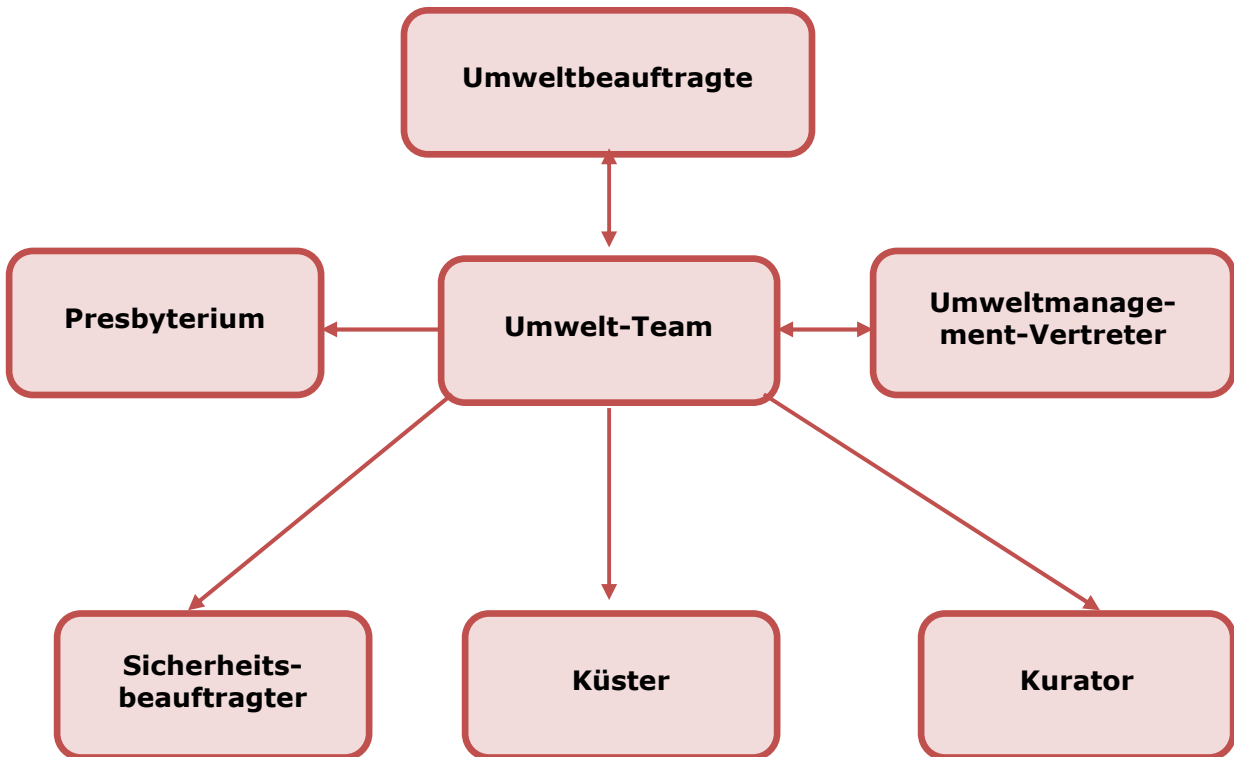 Umweltbeauftragte
Presbyterium
Umwelt-Team
Umweltmanage-
ment-Vertreter
Sicherheits-
beauftragter
Küster
Kurator